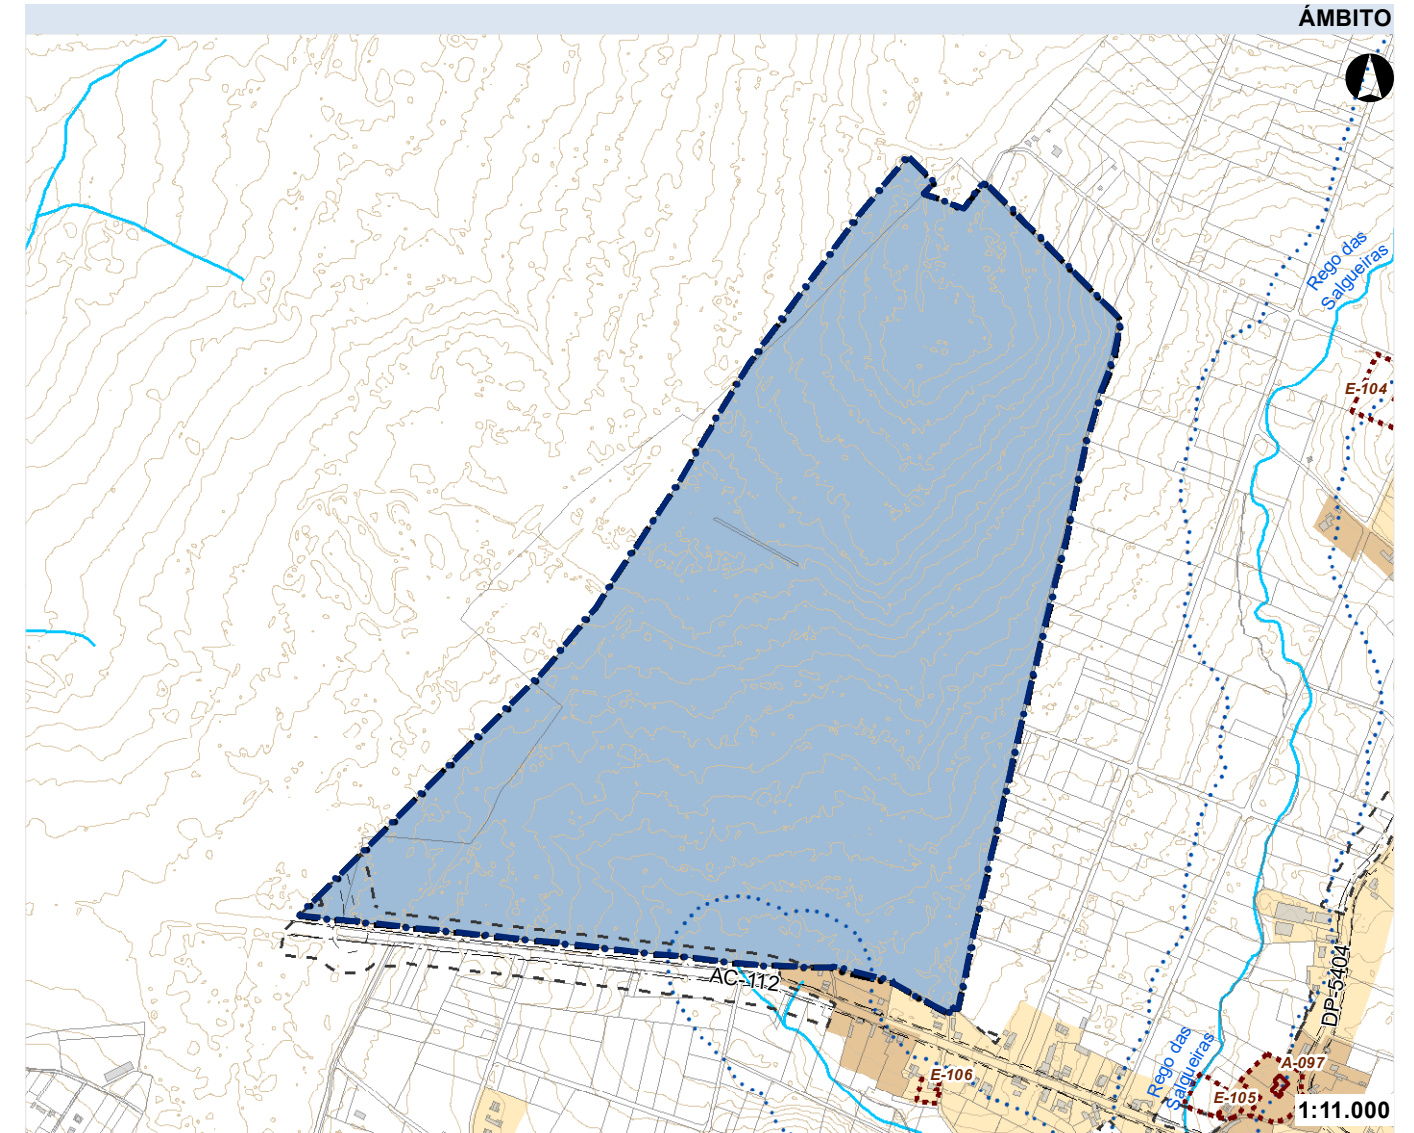 ÁMBITO
Rego das
Salgueiras
E-104
AC-112
DP-5404
Rego das
Salgueiras
E-106
A-097
E-105
1:11.000